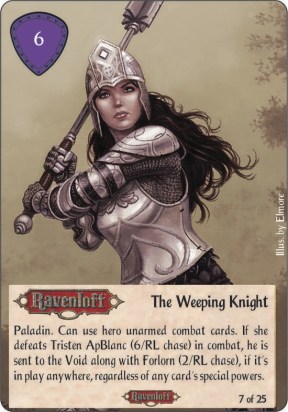 6
Illus. by Elmore
Ravenloft
The Weeping Knight
Paladin. Can use hero unarmed combat cards. If she
defeats Tristen ApBlanc (6/RL chase) in combat, he is
sent to the Void along with Forlorn (2/RL chase), if it's
in play anywhere, regardless of any card's special powers.
Ravenloft
7 of 25